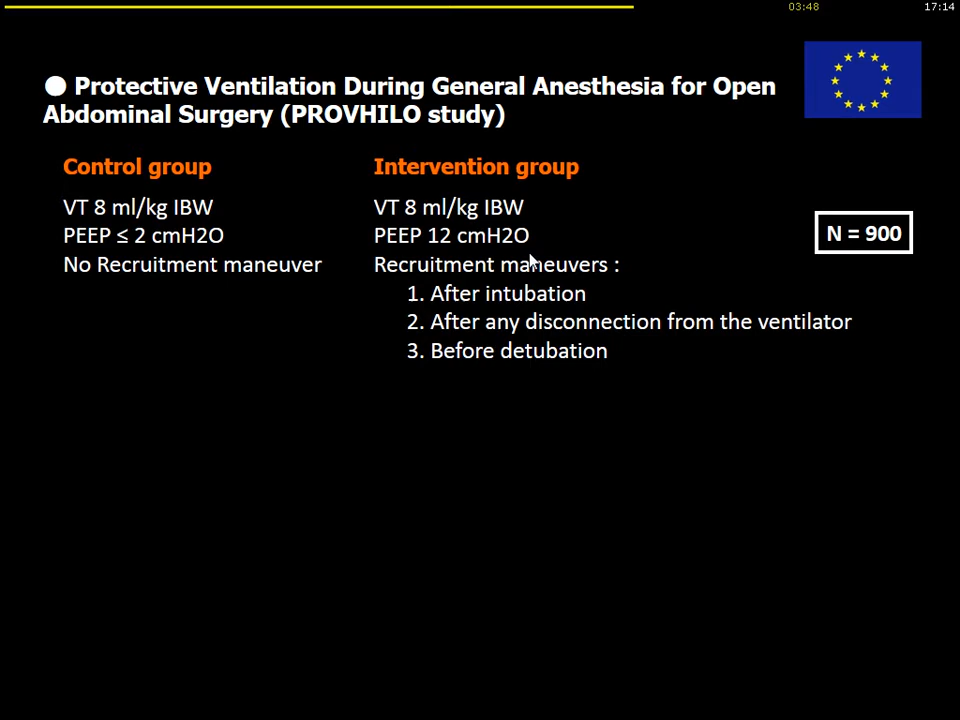 03:48
17:14
● Protective Ventilation During General Anesthesia for Open
Abdominal Surgery (PROVHILO study)
Control group
VT 8 ml/kg IBW
PEEP ≤ 2 cmH2O
No Recruitment maneuver
Intervention group
VT 8 ml/kg IBW
PEEP 12 cmH2O
Recruitment maneuvers :
1. After intubation
2. After any disconnection from the ventilator
3. Before detubation
N = 900